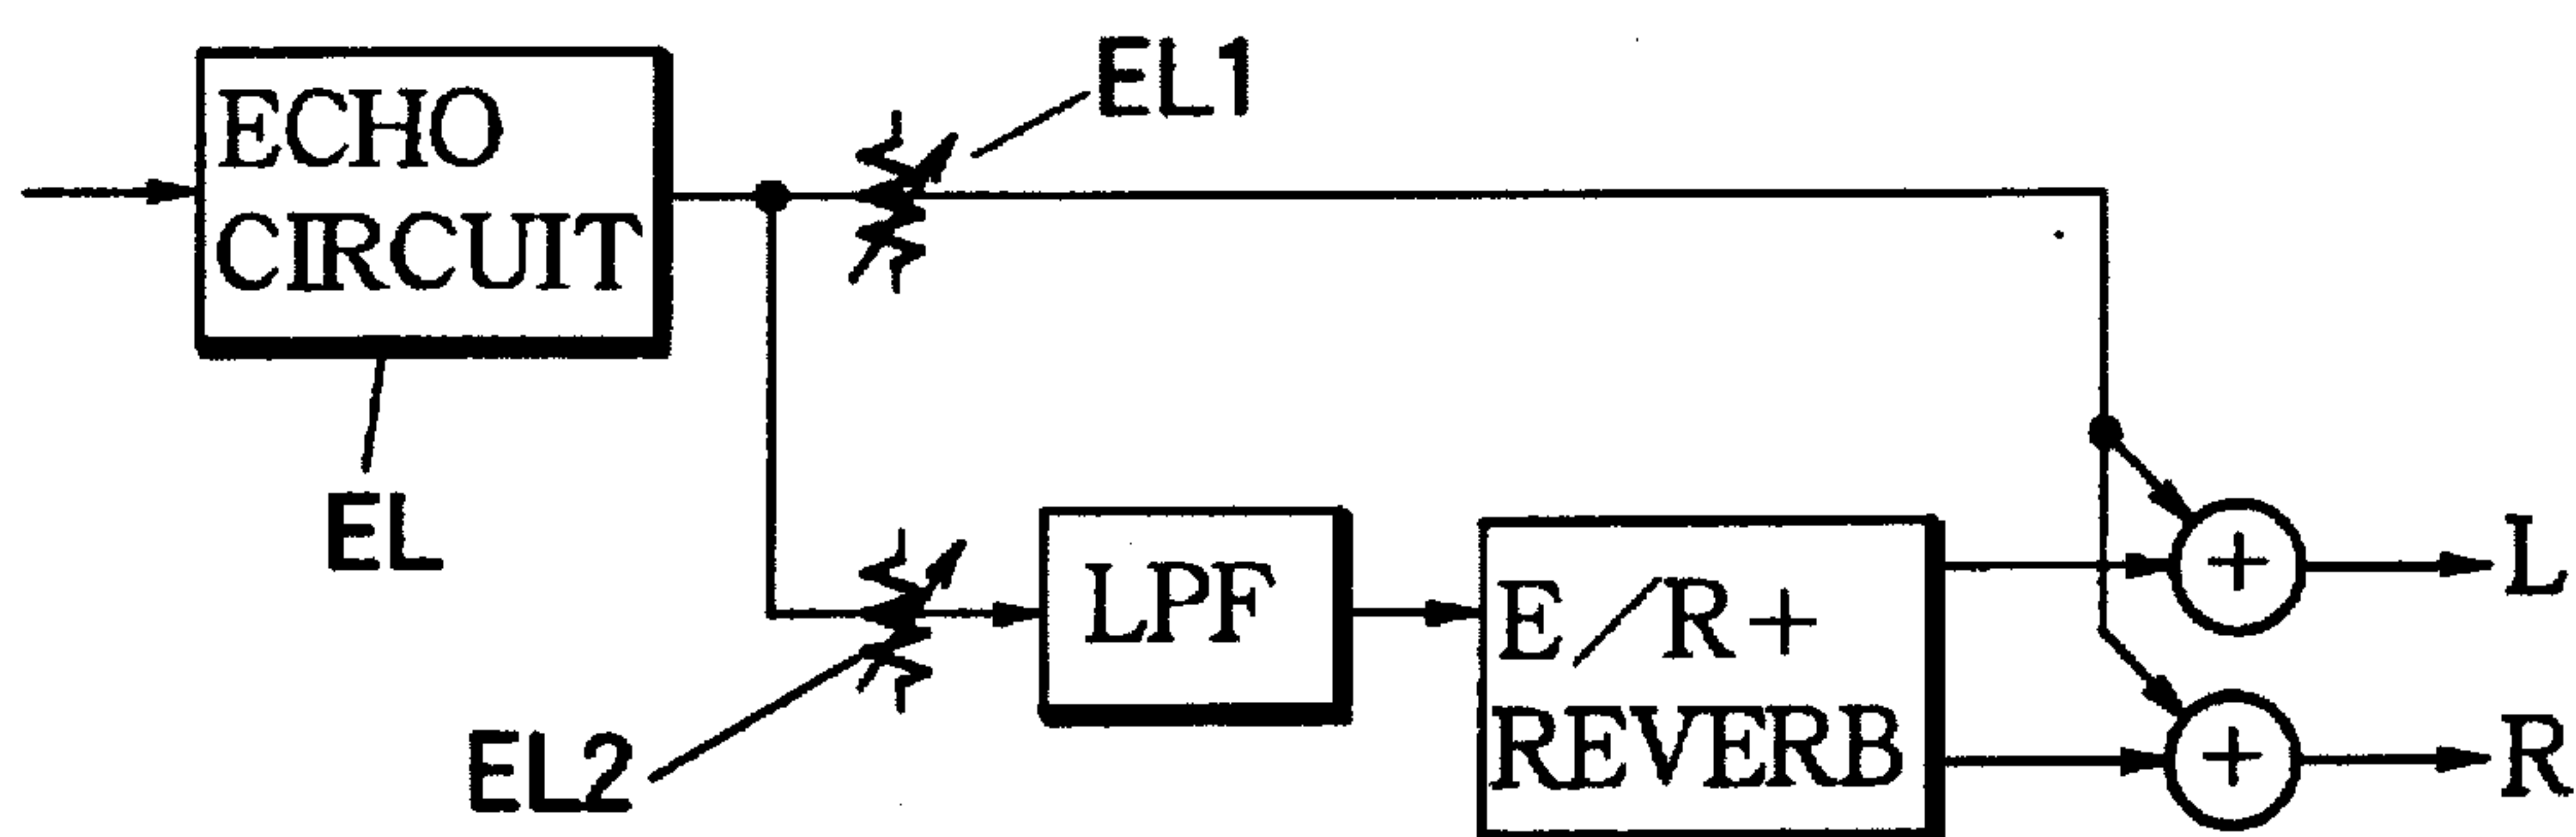 ECHO
CIRCUIT
EL1
EL
LPF
E/R+
REVERB
+
+
L
R
EL2